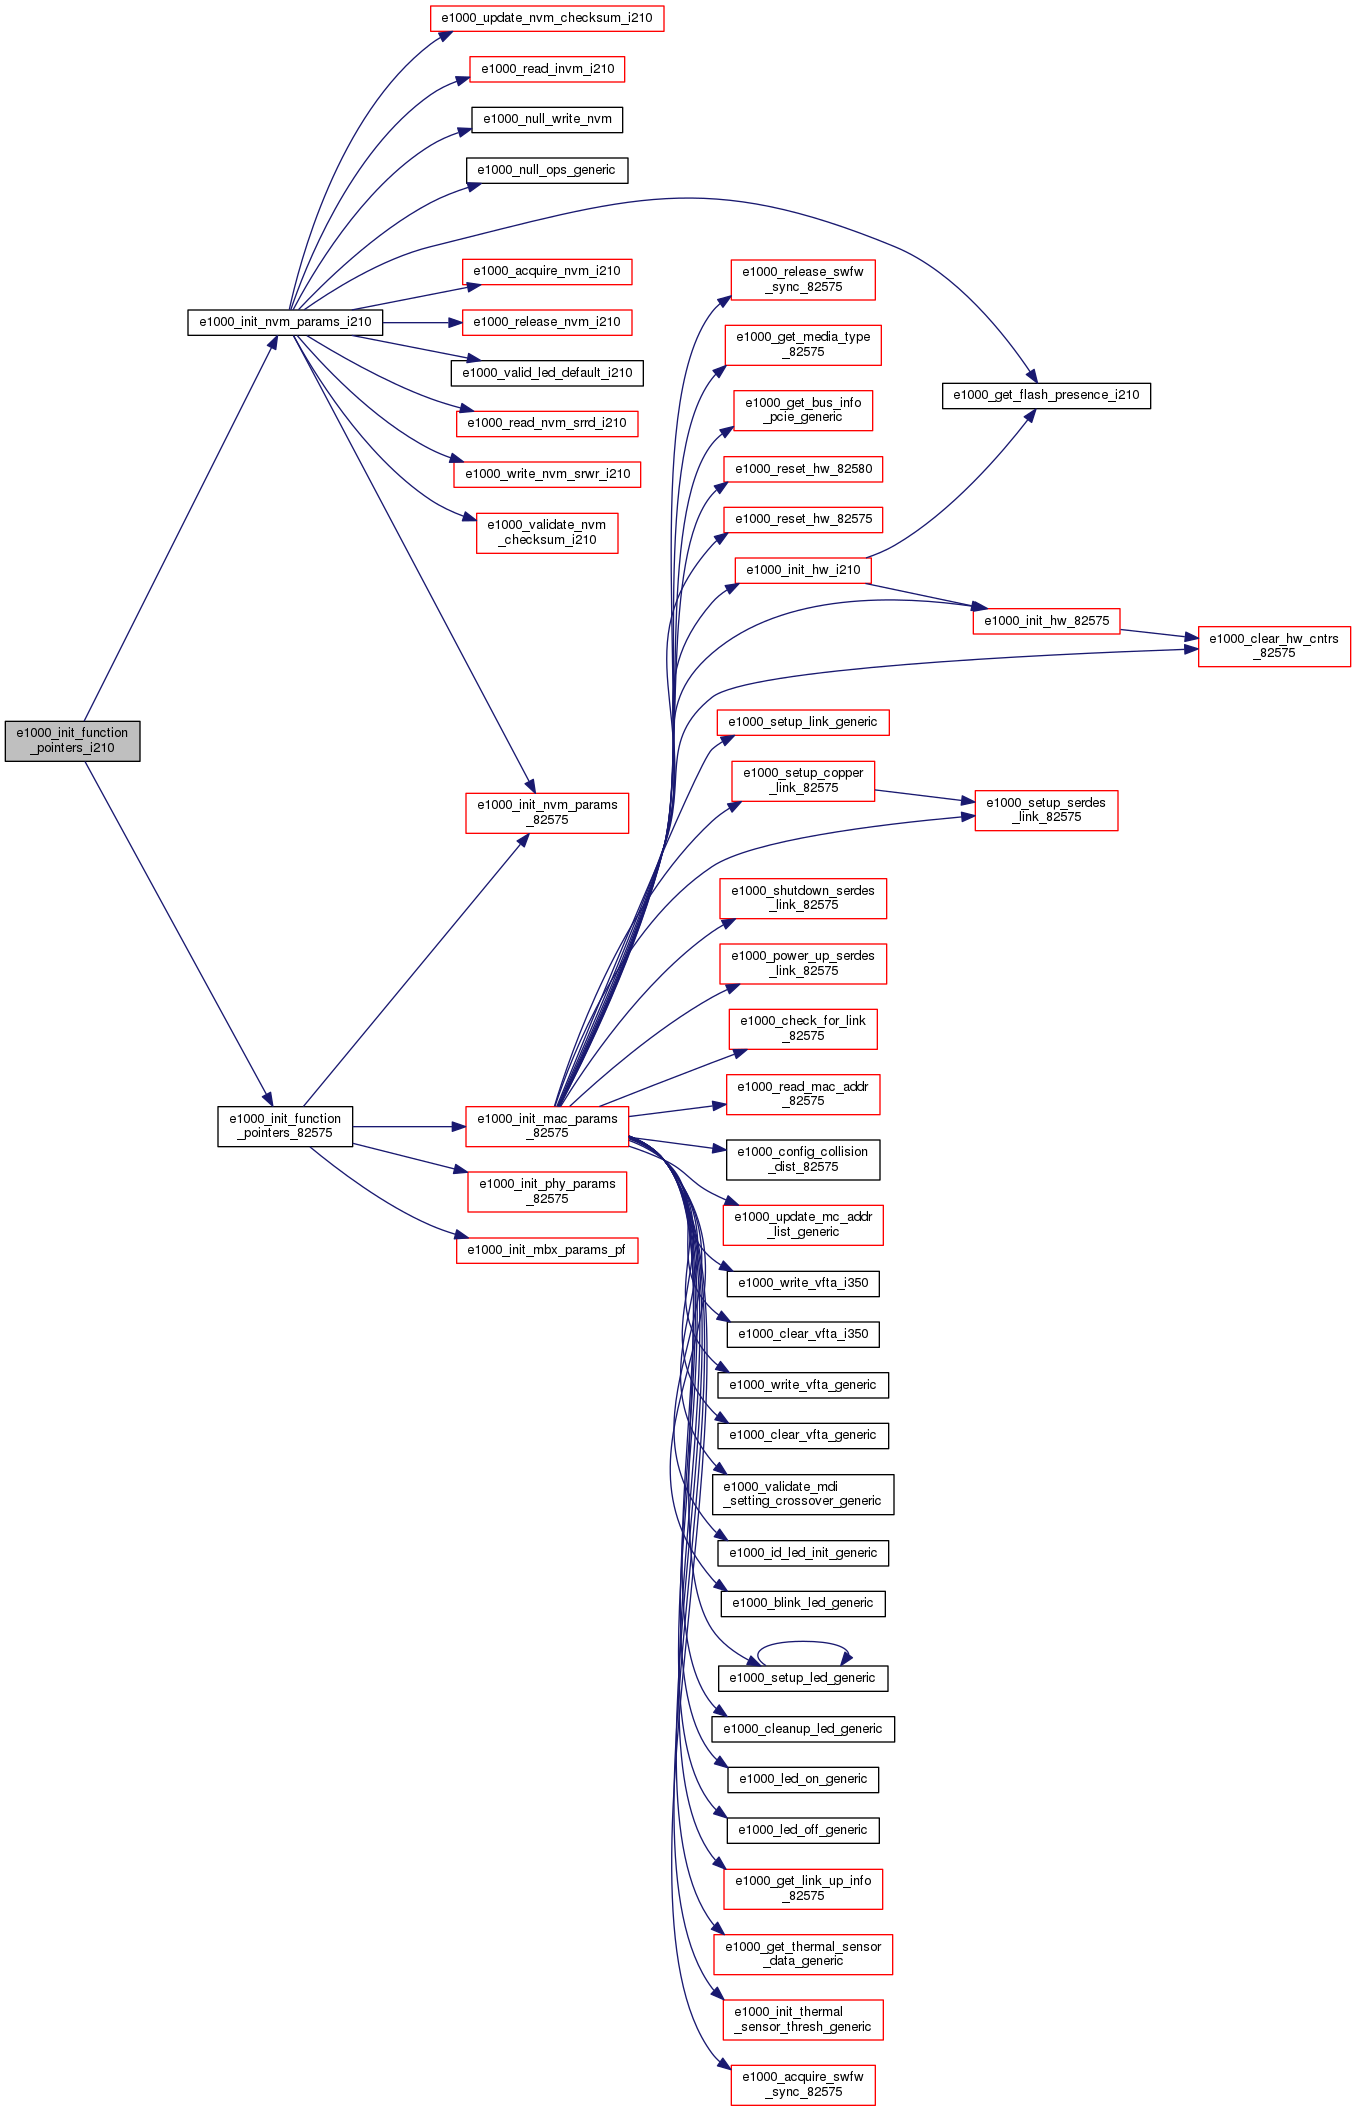 e1000_update_nvm_checksum_i210
e1000_read_invm_i210
e1000_null_write_nvm
e1000_null_ops_generic
e1000_acquire_nvm_i210
e1000_release_swfw
_sync_82575
e1000_init_nvm_params_i210
e1000_release_nvm_i210
e1000_get_media_type
_82575
e1000_valid_led_default_i210
e1000_get_flash_presence_i210
e1000_get_bus_info
_pcie_generic
e1000_read_nvm_srrd_i210
e1000_reset_hw_82580
e1000_write_nvm_srwr_i210
e1000_reset_hw_82575
e1000_validate_nvm
_checksum_i210
e1000_init_hw_i210
e1000_init_hw_82575
e1000_clear_hw_cntrs
_82575
e1000_setup_link_generic
e1000_init_function
_pointers_i210
e1000_setup_copper
_link_82575
e1000_setup_serdes
_link_82575
e1000_init_nvm_params
_82575
e1000_shutdown_serdes
_link_82575
e1000_power_up_serdes
_link_82575
e1000_check_for_link
_82575
e1000_read_mac_addr
_82575
e1000_init_function
_pointers_82575
e1000_init_mac_params
_82575
e1000_config_collision
_dist_82575
e1000_init_phy_params
_82575
e1000_update_mc_addr
_list_generic
e1000_init_mbx_params_pf
e1000_write_vfta_i350
e1000_clear_vfta_i350
e1000_write_vfta_generic
e1000_clear_vfta_generic
e1000_validate_mdi
_setting_crossover_generic
e1000_id_led_init_generic
e1000_blink_led_generic
e1000_setup_led_generic
e1000_cleanup_led_generic
e1000_led_on_generic
e1000_led_off_generic
e1000_get_link_up_info
_82575
e1000_get_thermal_sensor
_data_generic
e1000_init_thermal
_sensor_thresh_generic
e1000_acquire_swfw
_sync_82575